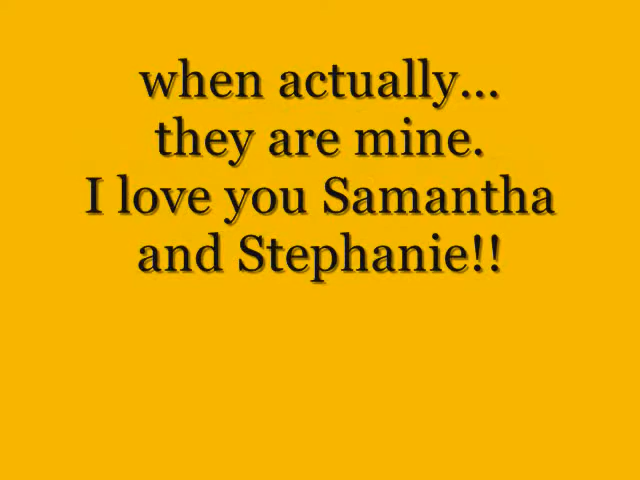 when actually...
they are mine.
I love you Samantha
and Stephanie!!